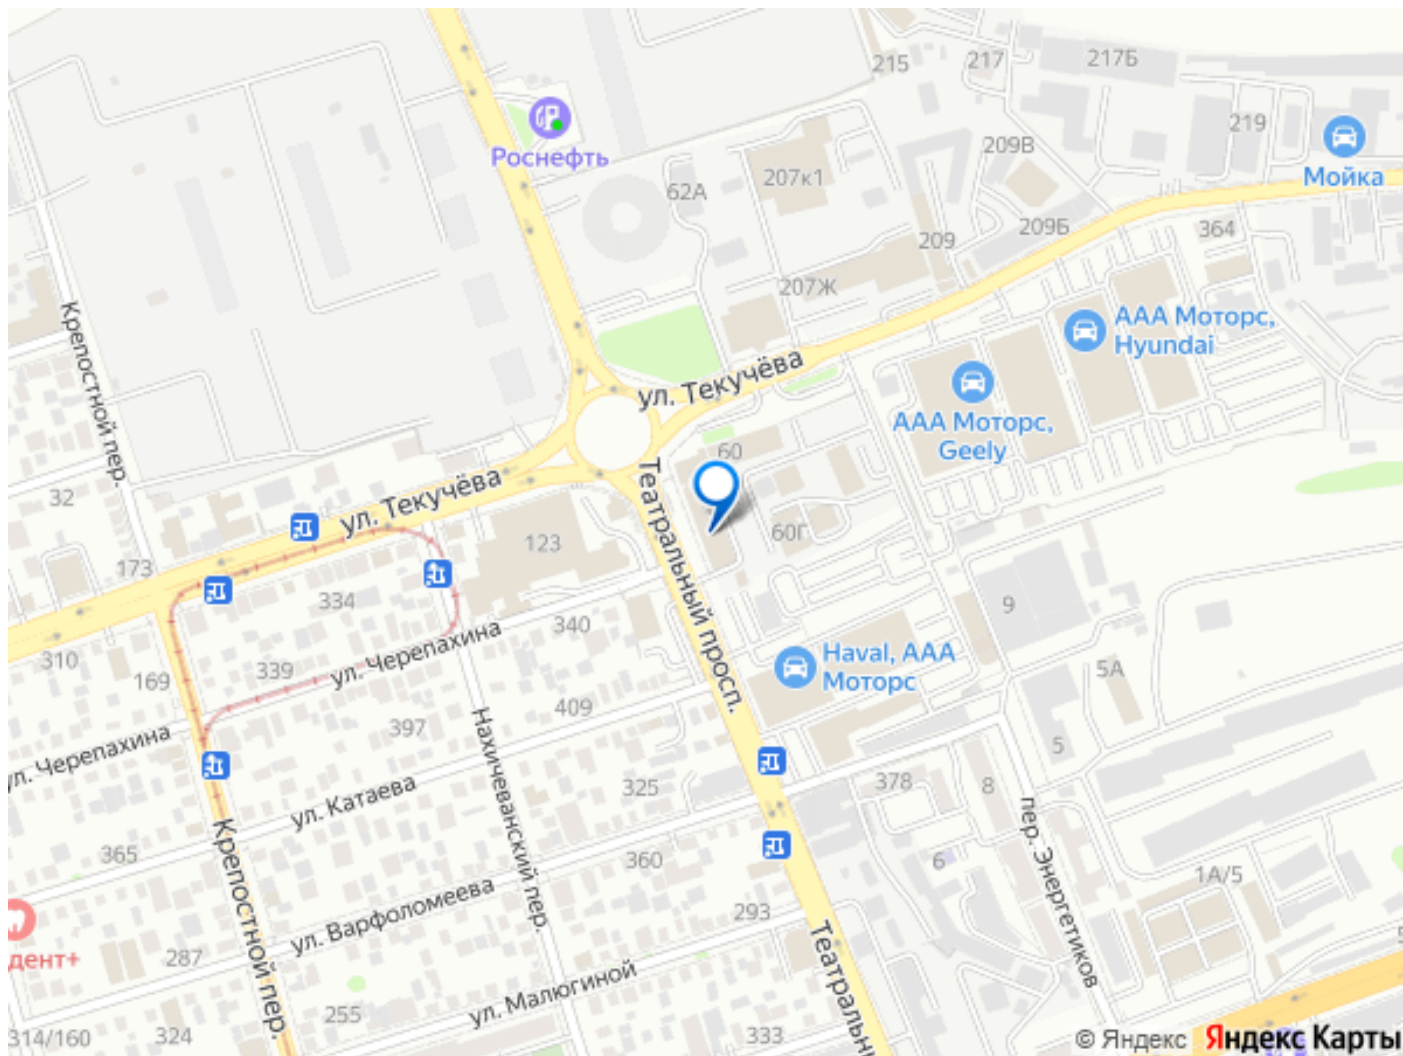 215
217
217Б
219
Роснефть
62А
207к1
209В
Мойка
209
209Б
364
207Ж
Крепостной пер.
ААА Моторс,
Hyundai
ул. Текучёва
ААА Моторс,
Geely
60
32
ул. Текучёва
Театральный просп.
123
60Г
173
334
9
340
310
339
ул. Черепахина
Haval, ААА
Моторс
5А
169
409
397
ул. Черепахина
Нахичеванский пер.
5
325
378
8
ул. Катаева
пер. Энергетиков
365
Крепостной пер.
360
6
1А/5
ул. Варфоломеева
293
дент+
287
Театральн
ул. Малюгиной
255
314/160
324
333
© Яндекс Яндекс Карты